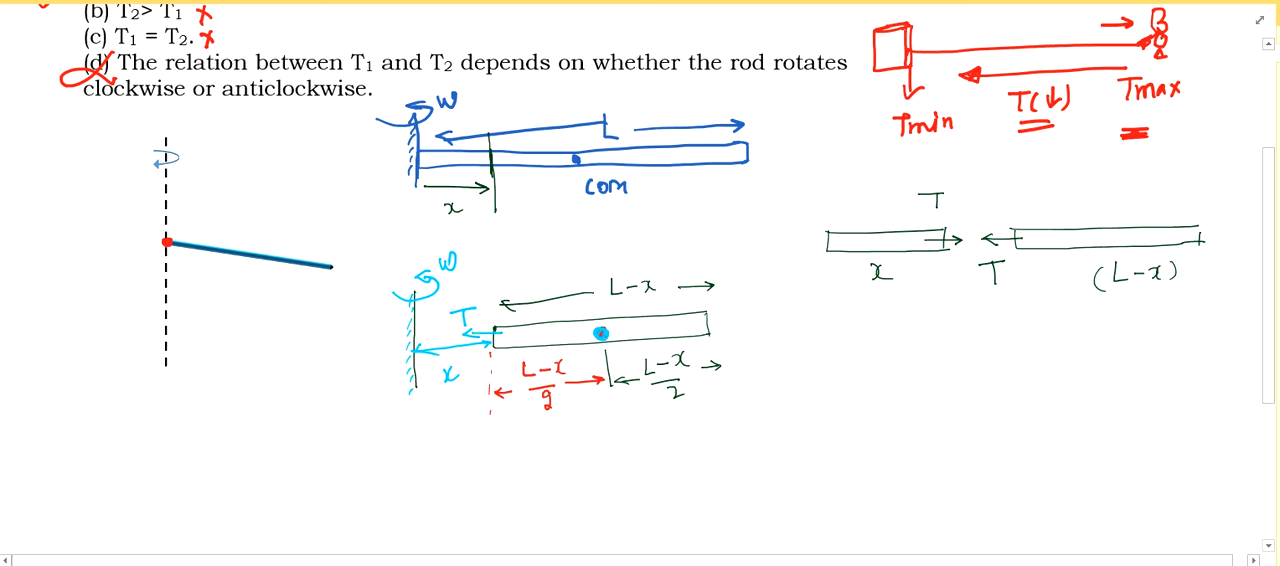 (b) T₂> T₁ x
(c) T₁ = T₂. x
(d) The relation between T₁ and T₂ depends on whether the rod rotates
clockwise or anticlockwise.
B
T(↓)
Tmax
Tmin
ω
L
com
x
T
T
x
(L-x)
ω
L-x
T
x
L-x
2
L-x
2